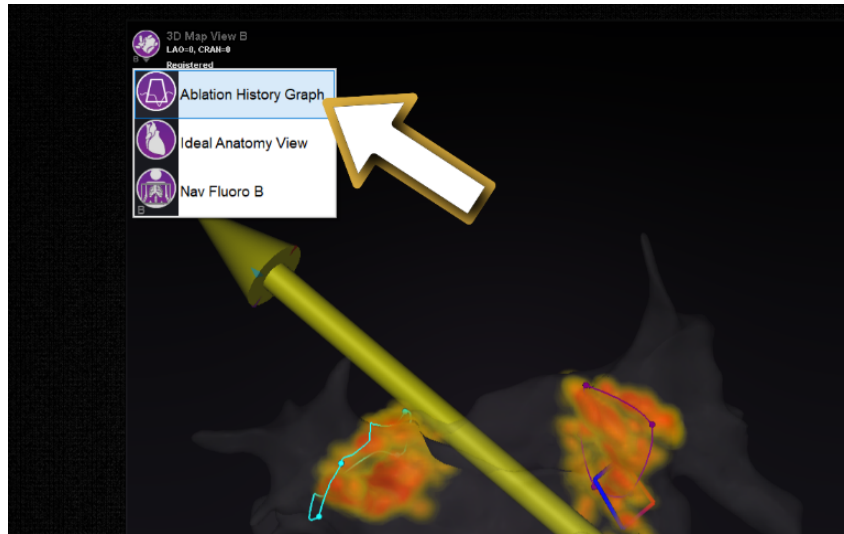 3D Map View B
LAO=0, CRAN=0
B
Registered
Ablation History Graph
Ideal Anatomy View
Nav Fluoro B
B